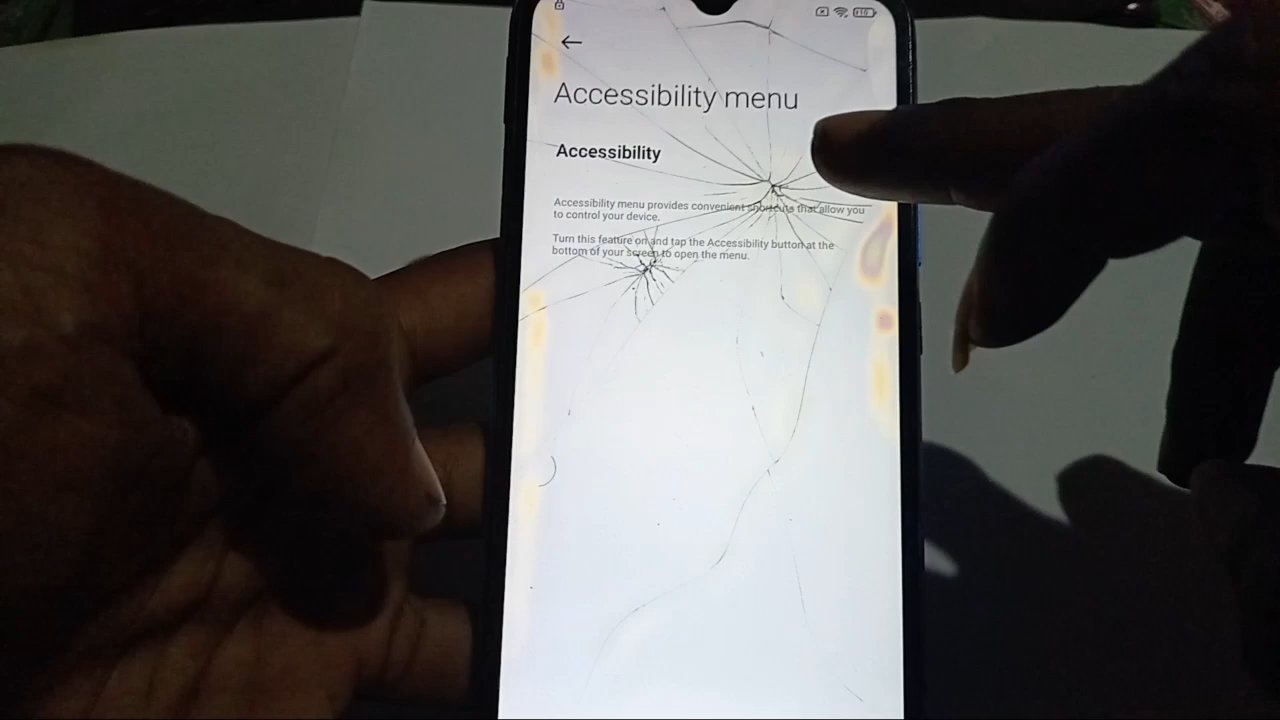 Accessibility menu
Accessibility
Accessibility menu provides convenient shortcuts that allow you
to control your device.
Turn this feature on and tap the Accessibility button at the
bottom of your screen to open the menu.